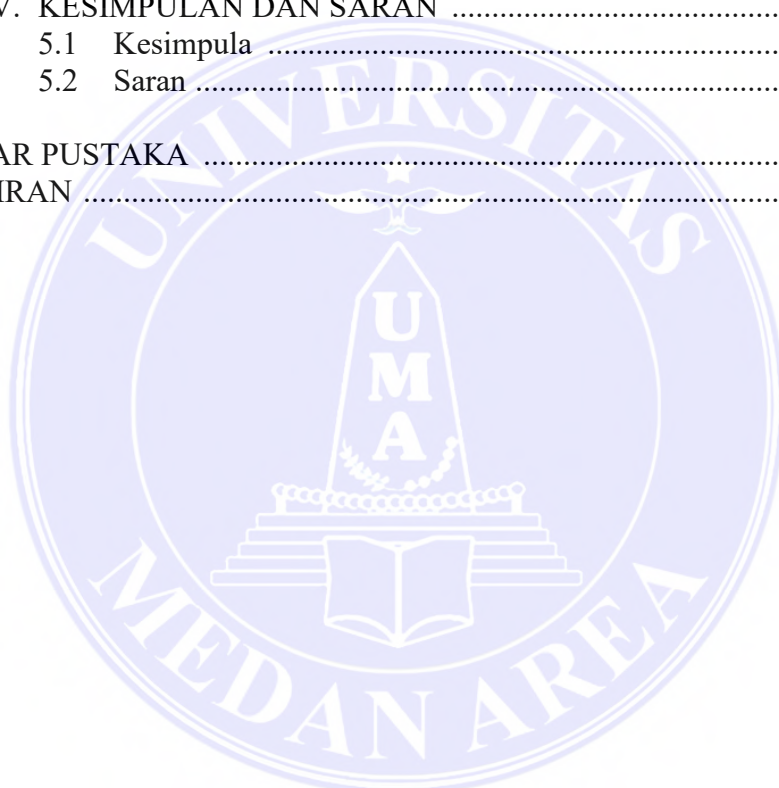 V. KESIMPULAN DAN SARAN ........................................
5.1 Kesimpula ................................................................
5.2 Saran .........................................................................
AR PUSTAKA .........................................................................
IRAN .......................................................................................
UNIVERSITAS
U
M
A
MEDAN AREA